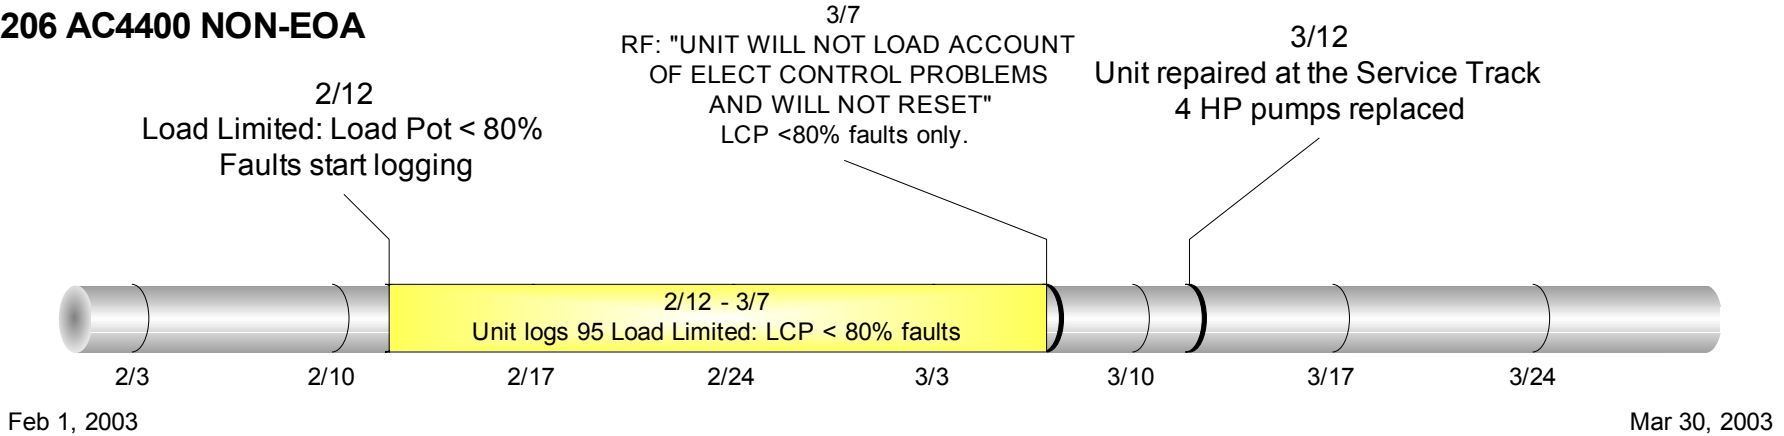 206 AC4400 NON-EOA
2/12
Load Limited: Load Pot < 80%
Faults start logging
3/7
RF: "UNIT WILL NOT LOAD ACCOUNT
OF ELECT CONTROL PROBLEMS
AND WILL NOT RESET"
LCP <80% faults only.
3/12
Unit repaired at the Service Track
4 HP pumps replaced
2/12 - 3/7
Unit logs 95 Load Limited: LCP < 80% faults
2/3
2/10
2/17
2/24
3/3
3/10
3/17
3/24
Feb 1, 2003
Mar 30, 2003